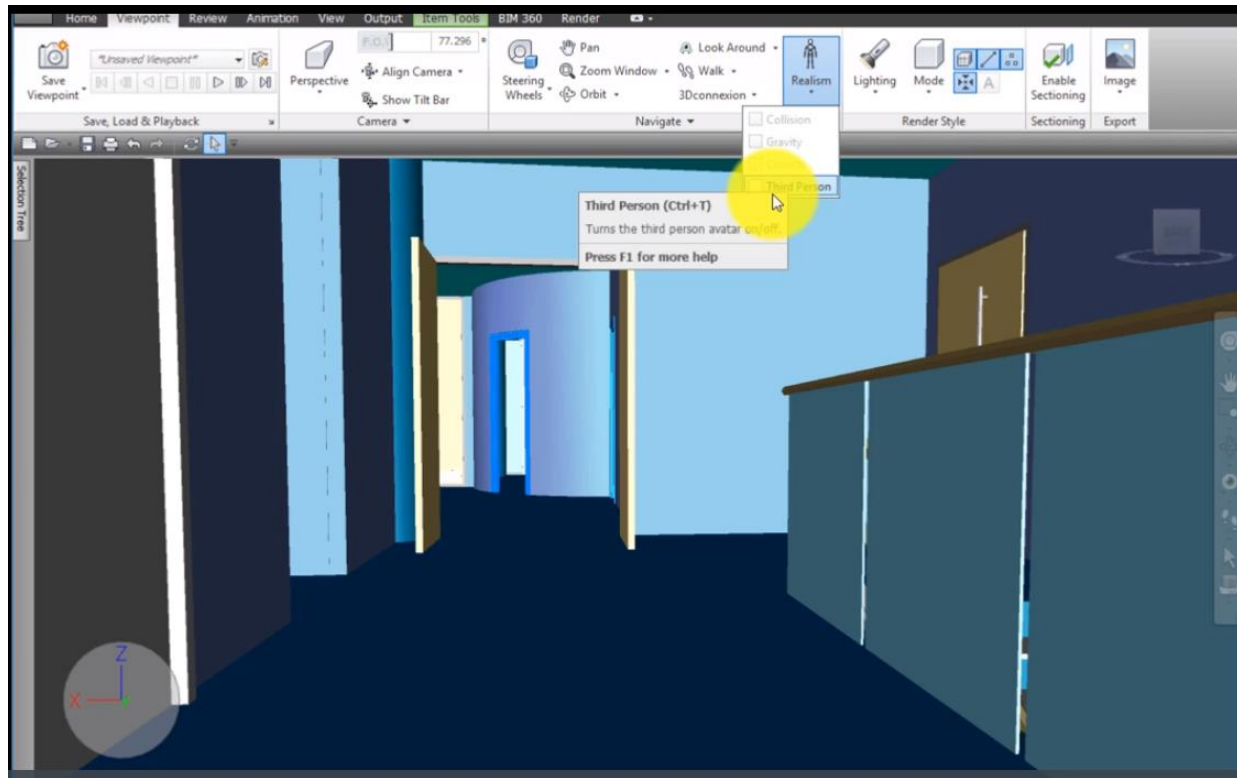 Home Viewpoint Review Animation View Output Item Tools BIM 360 Render
"Unsaved Viewpoint"
Save
Viewpoint
Save, Load & Playback
Perspective
F.O.V. 77.296 °
Align Camera
Show Tilt Bar
Camera
Steering
Wheels
Pan
Zoom Window
Orbit
Look Around
Walk
3Dconnexion
Realism
Navigate
Lighting
Mode
A
Render Style
Enable
Sectioning
Sectioning
Image
Export
Collision
Gravity
Third Person
Selection Tree
Third Person (Ctrl+T)
Turns the third person avatar on/off.
Press F1 for more help
Z
X